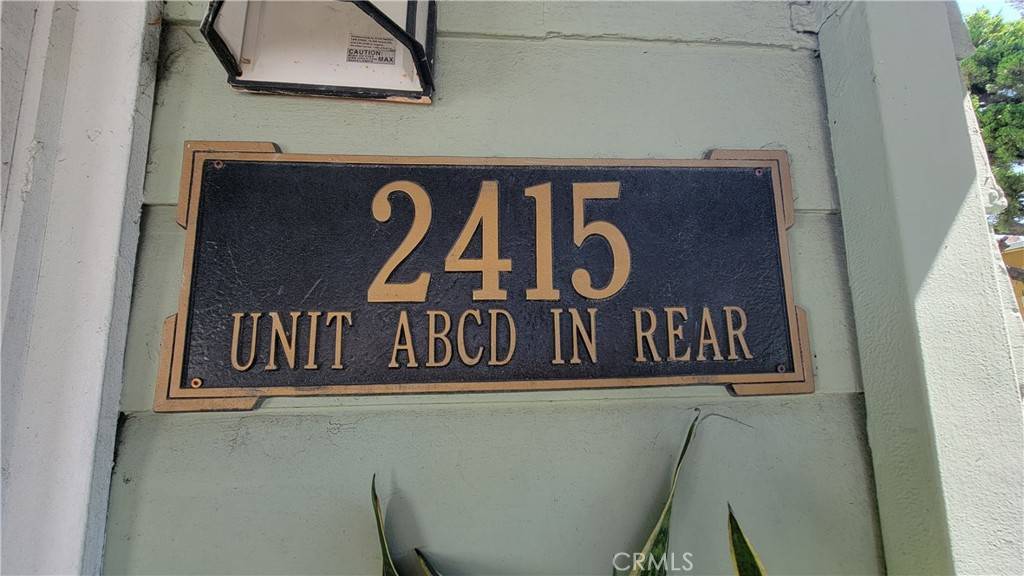 CAUTION
MAX
2415
UNIT ABCD IN REAR
CRMLS